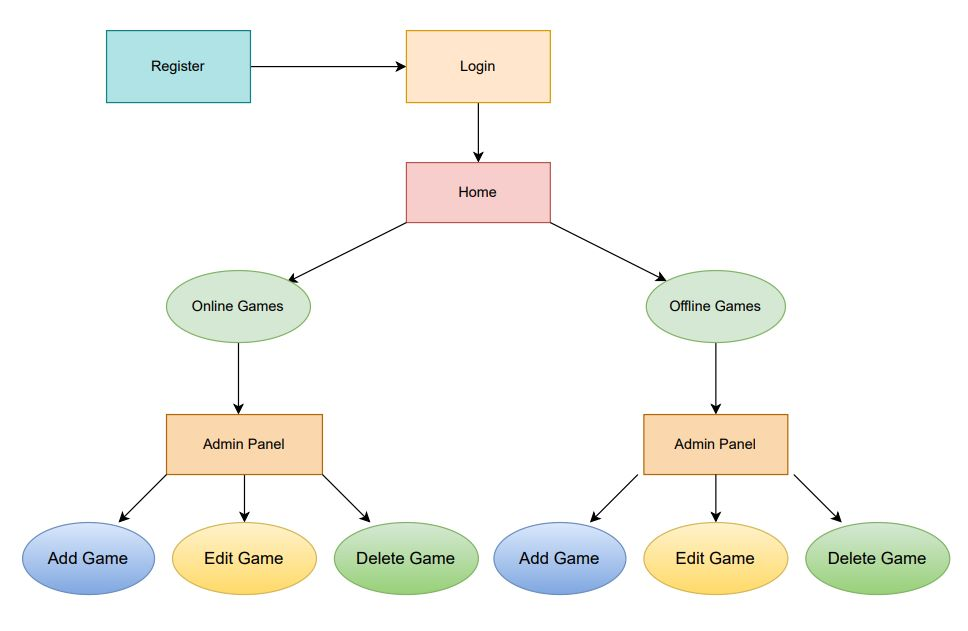 Register
Login
Home
Online Games
Offline Games
Admin Panel
Admin Panel
Add Game
Edit Game
Delete Game
Add Game
Edit Game
Delete Game